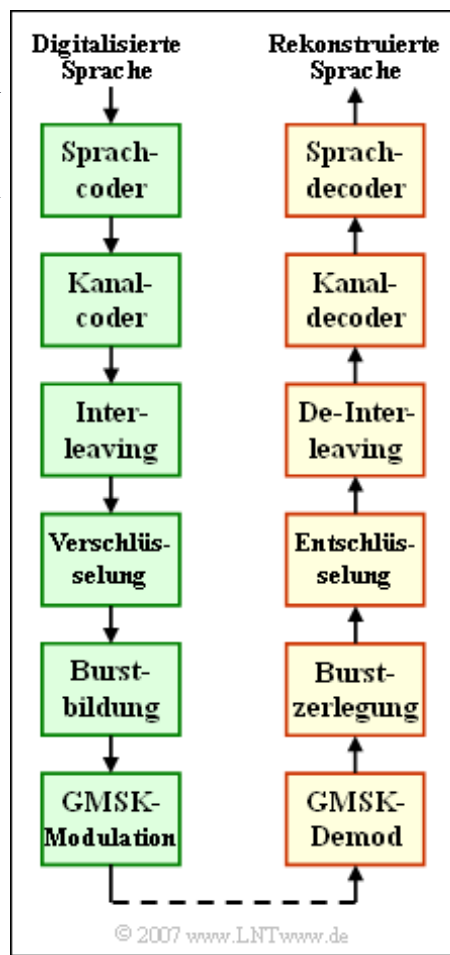 Digitalisierte
Sprache
Sprach-
coder
Kanal-
coder
Inter-
leaving
Verschlüs-
selung
Burst-
bildung
GMSK-
Modulation
Rekonstruierte
Sprache
Sprach-
decoder
Kanal-
decoder
De-Inter-
leaving
Entschlüs-
selung
Burst-
zerlegung
GMSK-
Demod
© 2007 www.LNTwww.de